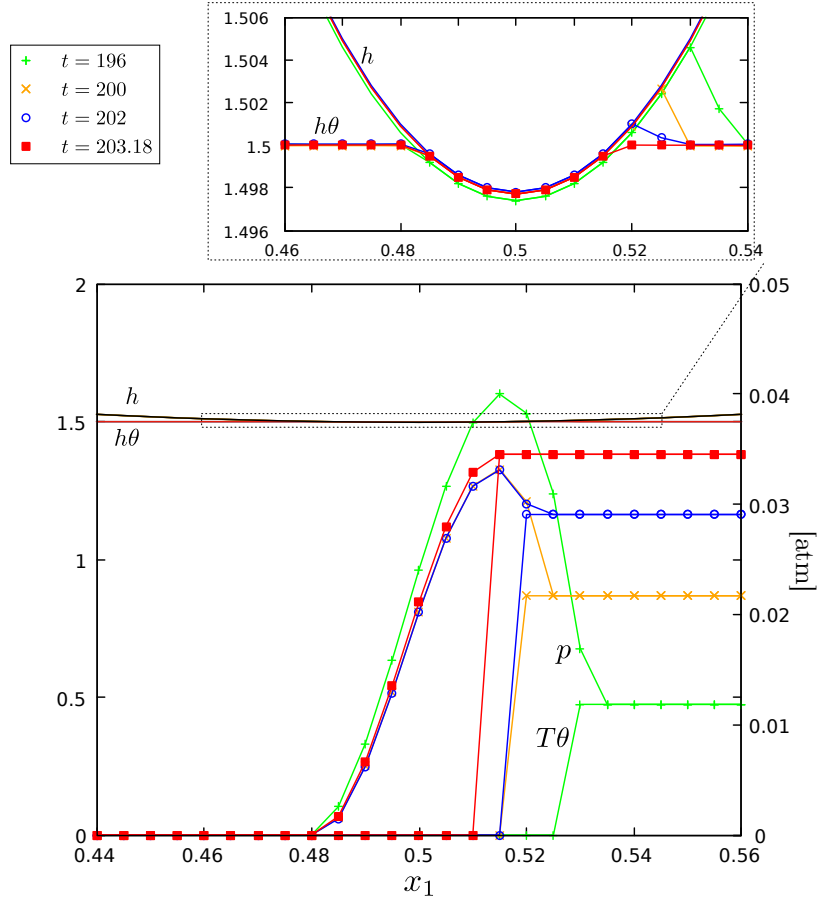 t = 196
t = 200
t = 202
t = 203.18
1.506
1.504
1.502
1.5
1.498
1.496
h
hθ
0.46
0.48
0.5
0.52
0.54
2
1.5
1
0.5
0
h
hθ
p
Tθ
0.05
0.04
0.03
0.02
0.01
0
[atm]
0.44
0.46
0.48
0.5
0.52
0.54
0.56
x₁